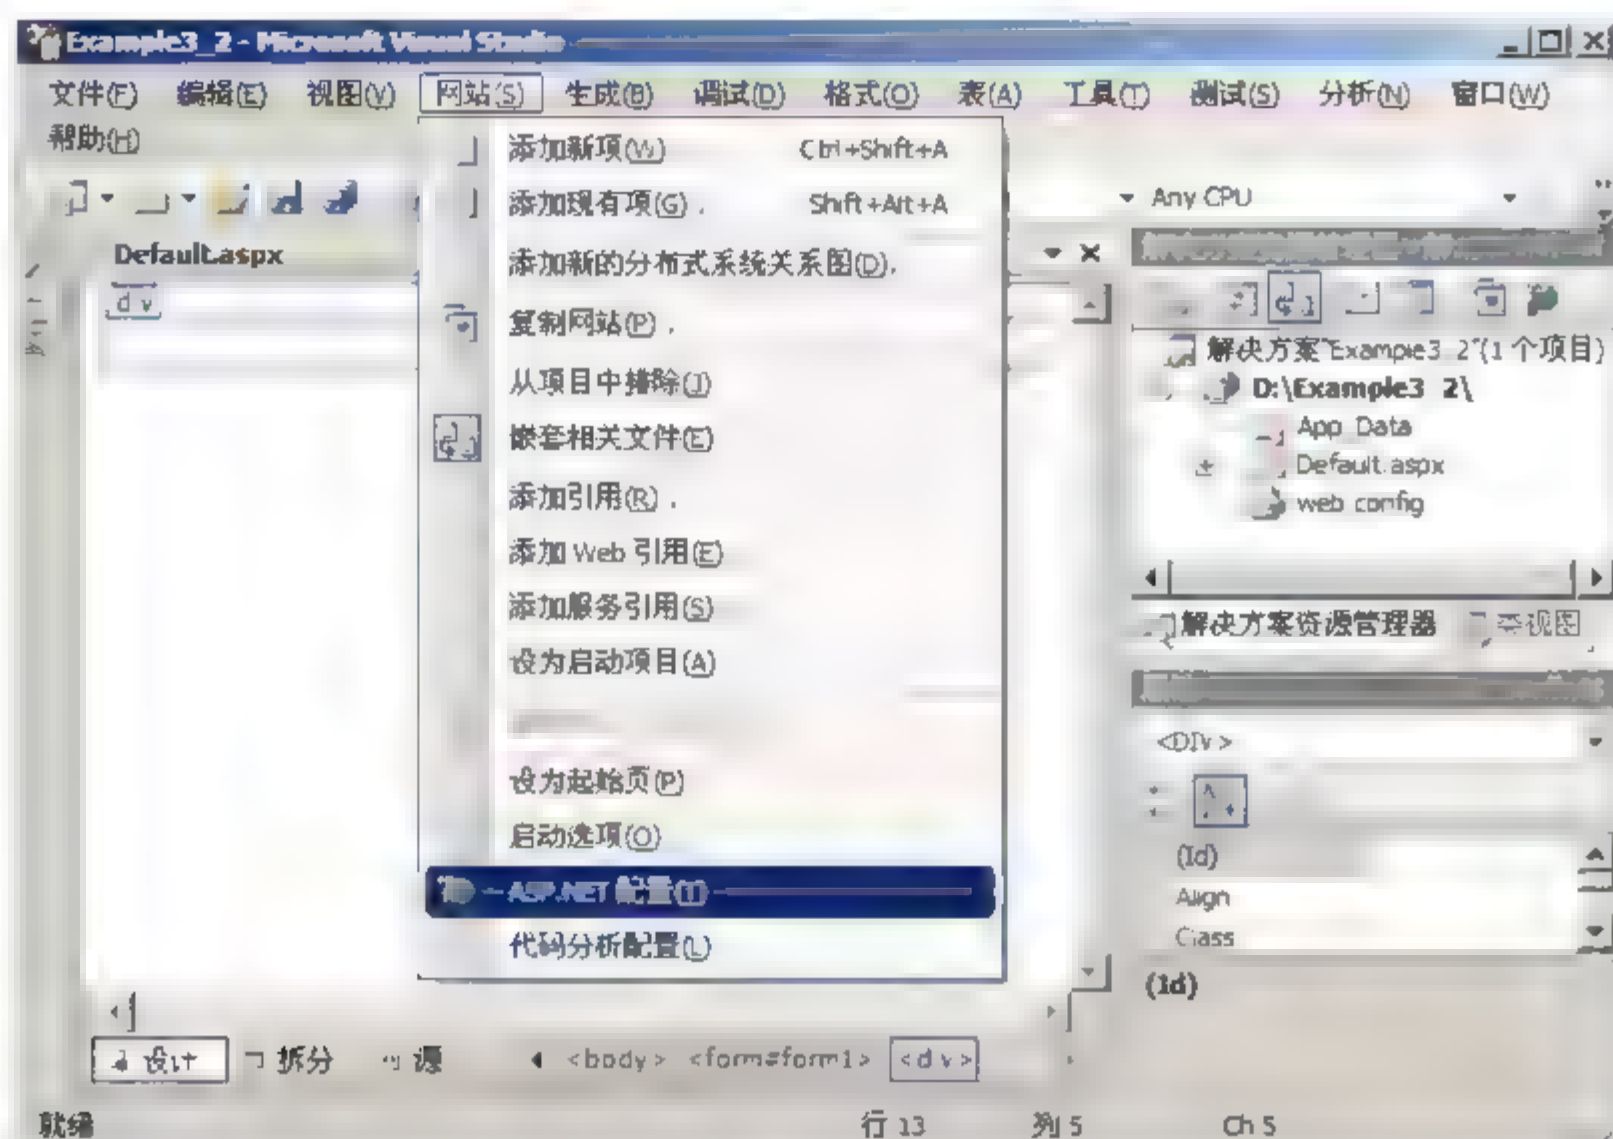 Example3_2 - Microsoft Visual Studio
文件(F) 编辑(E) 视图(V) 网站(S) 生成(B) 调试(D) 格式(O) 表(A) 工具(T) 测试(S) 分析(N) 窗口(W)
帮助(H)
添加新项(W) Ctrl+Shift+A
添加现有项(G) Shift+Alt+A
添加新的分布式系统关系图(D)
复制网站(P)
从项目中排除(J)
嵌套相关文件(E)
添加引用(R)
添加 Web 引用(E)
添加服务引用(S)
设为启动项目(A)
设为起始页(P)
启动选项(O)
ASP.NET 配置(T)
代码分析配置(L)
Any CPU
Default.aspx
div
解决方案"Example3_2"(1 个项目)
D:\Example3_2\
App_Data
Default.aspx
web.config
解决方案资源管理器 类视图
<DIV>
(Id)
Align
Class
(Id)
设计 拆分 源 <body> <form#form1> <div>
就绪 行 13 列 5 Ch 5